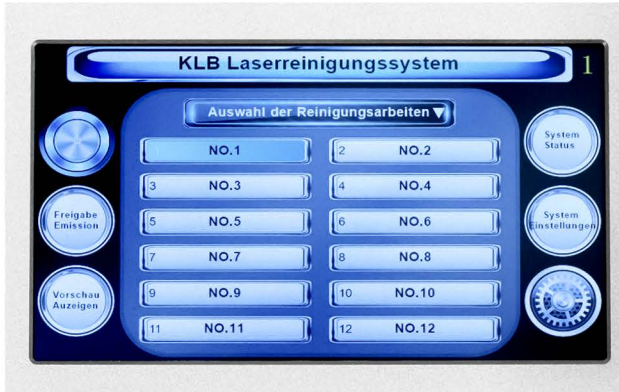 KLB Laserreinigungssystem
1
Auswahl der Reinigungsarbeiten ▼
NO.1
2 NO.2
3 NO.3
4 NO.4
5 NO.5
6 NO.6
7 NO.7
8 NO.8
9 NO.9
10 NO.10
11 NO.11
12 NO.12
Freigabe
Emission
Vorschau
Auzeigen
System
Status
System
Einstellungen